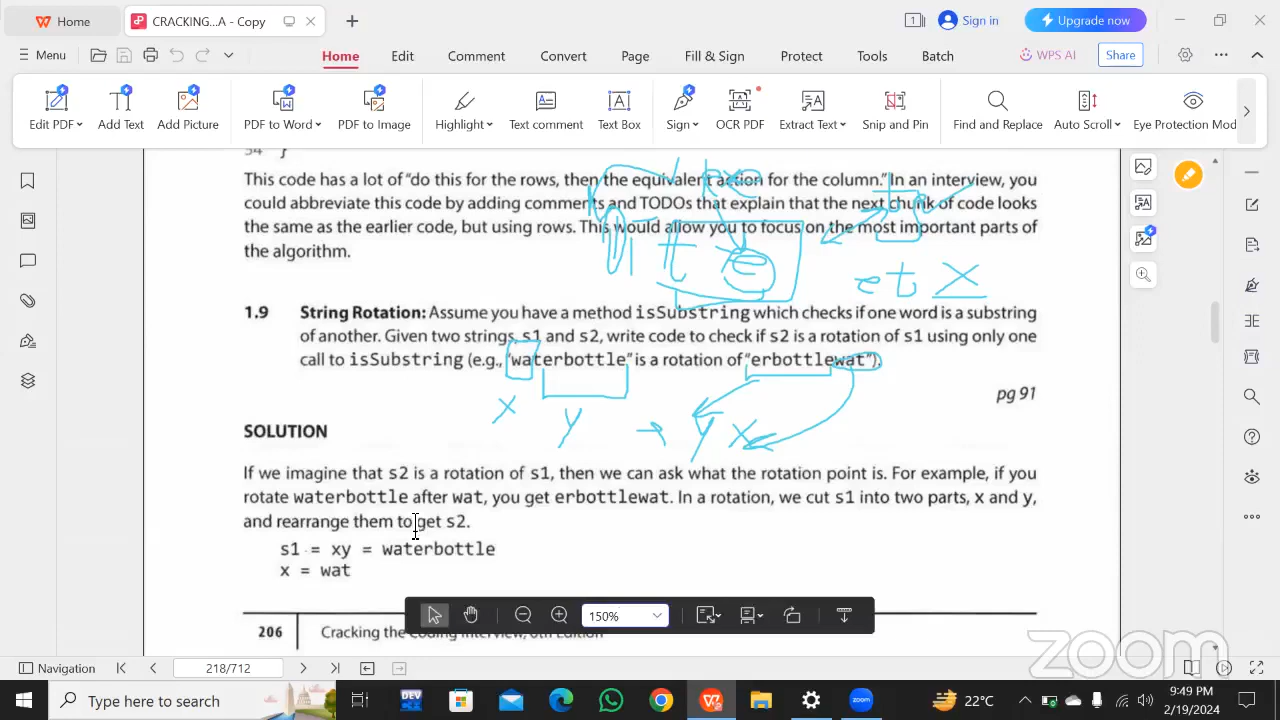 Home
CRACKING...A - Copy
Sign in
Upgrade now
Menu
Home
Edit
Comment
Convert
Page
Fill & Sign
Protect
Tools
Batch
WPS AI
Share
Edit PDF
Add Text
Add Picture
PDF to Word
PDF to Image
Highlight
Text comment
Text Box
Sign
OCR PDF
Extract Text
Snip and Pin
Find and Replace
Auto Scroll
Eye Protection Mod
54 }
This code has a lot of "do this for the rows, then the equivalent action for the column." In an interview, you
could abbreviate this code by adding comments and TODOs that explain that the next chunk of code looks
the same as the earlier code, but using rows. This would allow you to focus on the most important parts of
the algorithm.
et X
1.9 String Rotation: Assume you have a method isSubstring which checks if one word is a substring
of another. Given two strings, s1 and s2, write code to check if s2 is a rotation of s1 using only one
call to isSubstring (e.g., "waterbottle" is a rotation of "erbottlewat").
pg 91
x y → y x
SOLUTION
If we imagine that s2 is a rotation of s1, then we can ask what the rotation point is. For example, if you
rotate waterbottle after wat, you get erbottlewat. In a rotation, we cut s1 into two parts, x and y,
and rearrange them to get s2.
s1 = xy = waterbottle
x = wat
150%
206 Cracking the Coding Interview, 6th Edition
zoom
Navigation
218/712
Type here to search
DEV
zoom
22°C
9:49 PM
2/19/2024